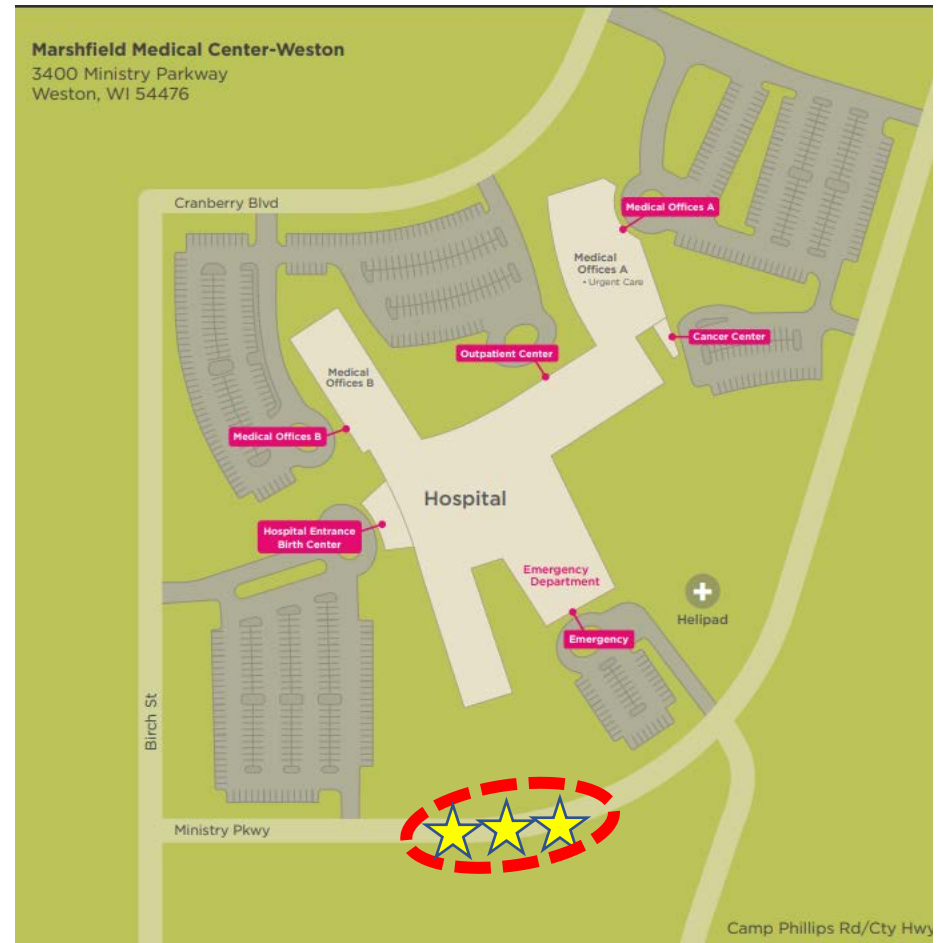 Marshfield Medical Center-Weston
3400 Ministry Parkway
Weston, WI 54476
Cranberry Blvd
Medical Offices A
Medical
Offices A
• Urgent Care
Cancer Center
Outpatient Center
Medical
Offices B
Medical Offices B
Hospital
Hospital Entrance
Birth Center
Emergency
Department
Helipad
Emergency
Birch St
Ministry Pkwy
Camp Phillips Rd/Cty Hwy